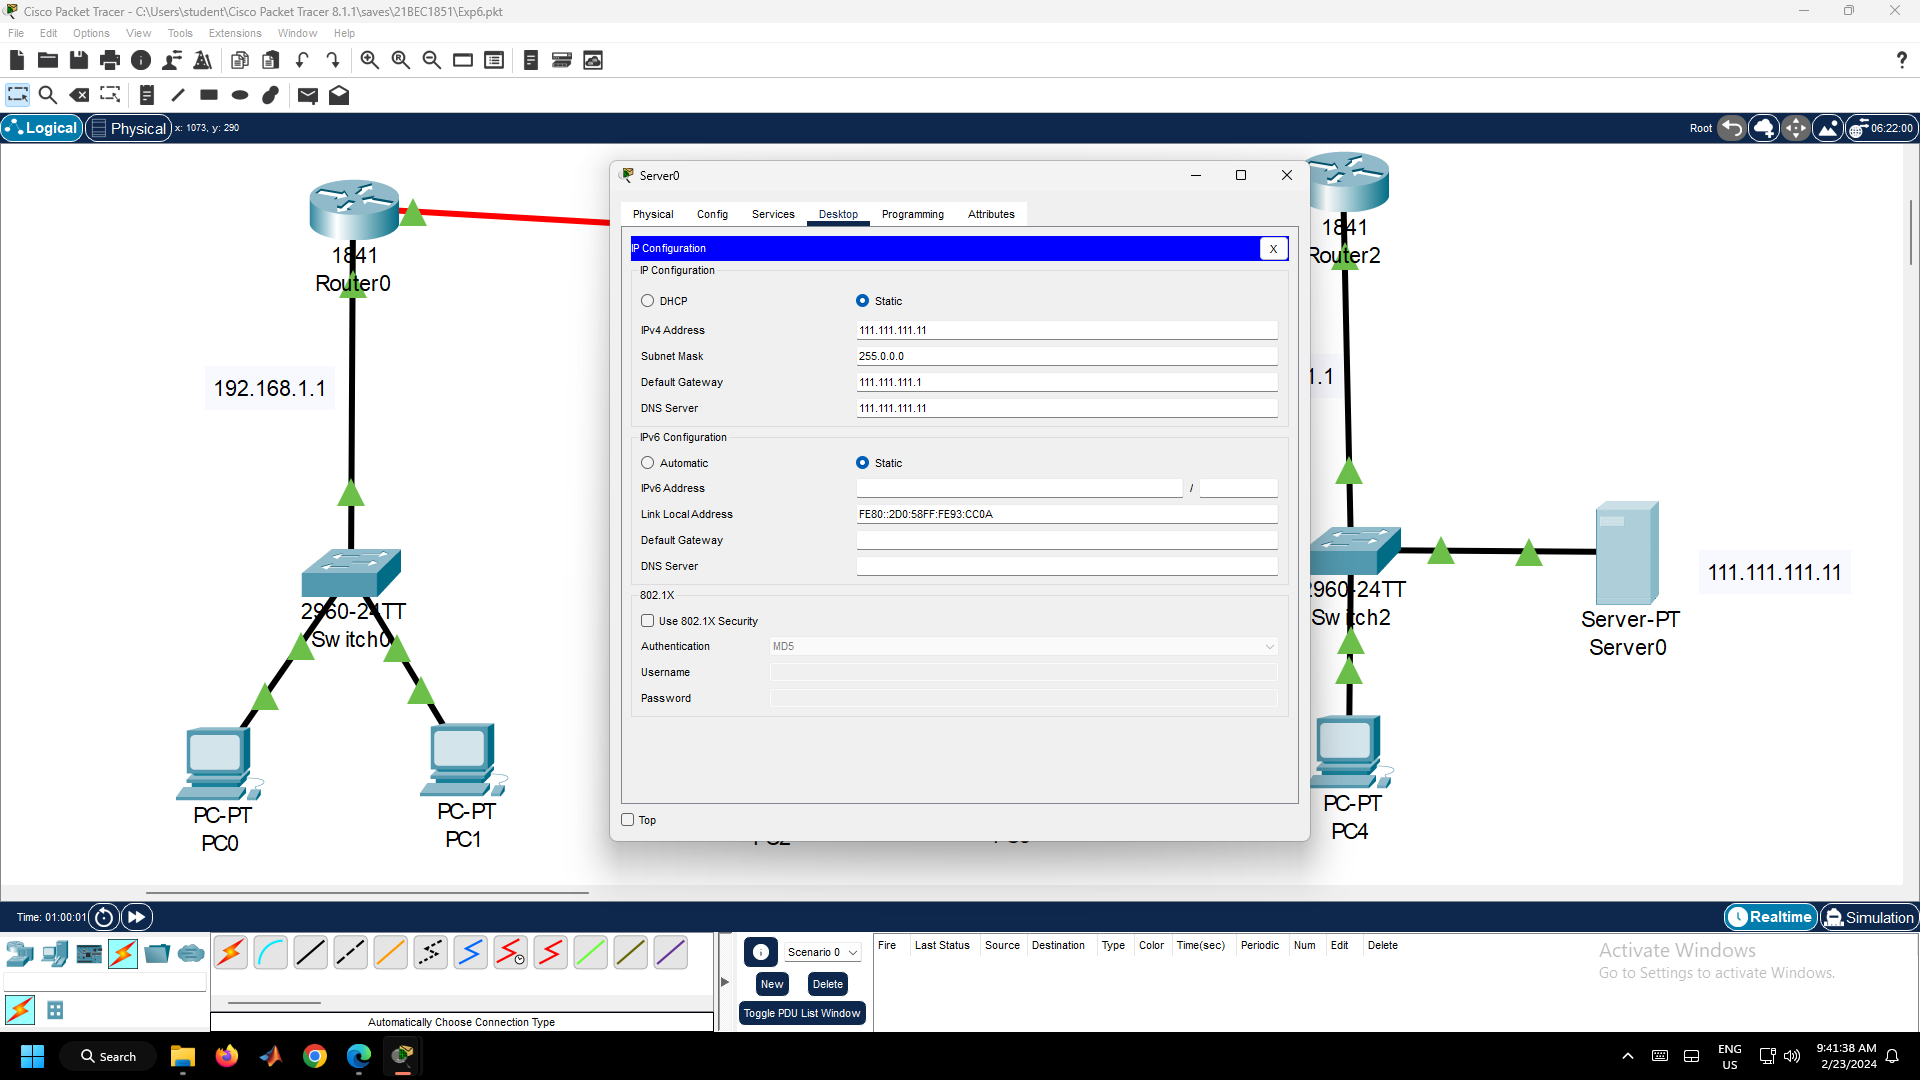 Cisco Packet Tracer - C:\Users\student\Cisco Packet Tracer 8.1.1\saves\21BEC1851\Exp6.pkt
File Edit Options View Tools Extensions Window Help
?
Logical Physical x: 1073, y: 290 Root 06:22:00
Server0
Physical Config Services Desktop Programming Attributes
IP Configuration X
IP Configuration
DHCP Static
IPv4 Address 111.111.111.11
Subnet Mask 255.0.0.0
Default Gateway 111.111.111.1
DNS Server 111.111.111.11
IPv6 Configuration
Automatic Static
IPv6 Address /
Link Local Address FE80::2D0:58FF:FE93:CC0A
Default Gateway
DNS Server
802.1X
Use 802.1X Security
Authentication MD5
Username
Password
Top
1841
Router0
192.168.1.1
2960-24TT
Switch0
PC-PT
PC0
PC-PT
PC1
1841
Router2
1.1
2960-24TT
Switch2
Server-PT
Server0
111.111.111.11
PC-PT
PC4
Time: 01:00:01 Realtime Simulation
Scenario 0
New Delete
Toggle PDU List Window
Fire Last Status Source Destination Type Color Time(sec) Periodic Num Edit Delete
Automatically Choose Connection Type
Activate Windows
Go to Settings to activate Windows.
Search
ENG
US
9:41:38 AM
2/23/2024